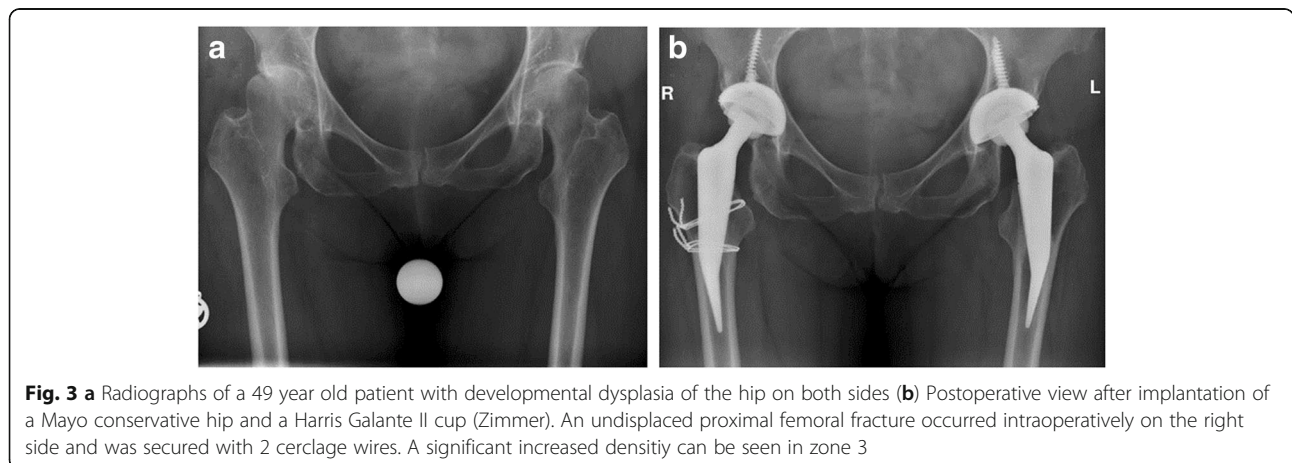 a
b
R
L
Fig. 3 a Radiographs of a 49 year old patient with developmental dysplasia of the hip on both sides (b) Postoperative view after implantation of
a Mayo conservative hip and a Harris Galante II cup (Zimmer). An undisplaced proximal femoral fracture occurred intraoperatively on the right
side and was secured with 2 cerclage wires. A significant increased densitiy can be seen in zone 3